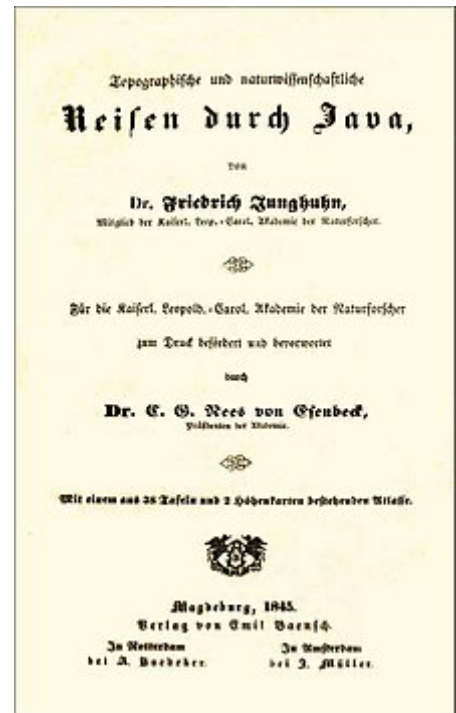 Topographische und naturwissenschaftliche
Reisen durch Java,
von
Dr. Friedrich Junghuhn,
Mitglied der Kaiserl. Leop.-Carol. Akademie der Naturforscher.
Für die Kaiserl. Leopold.-Carol. Akademie der Naturforscher
zum Druck befördert und bevorwortet
durch
Dr. C. G. Nees von Esenbeck,
Präsidenten der Akademie.
Mit einem aus 38 Tafeln und 2 Höhenkarten bestehenden Atlasse.
Magdeburg, 1845.
Verlag von Emil Baensch.
In Rotterdam In Amsterdam
bei A. Baedeker. bei J. Müller.